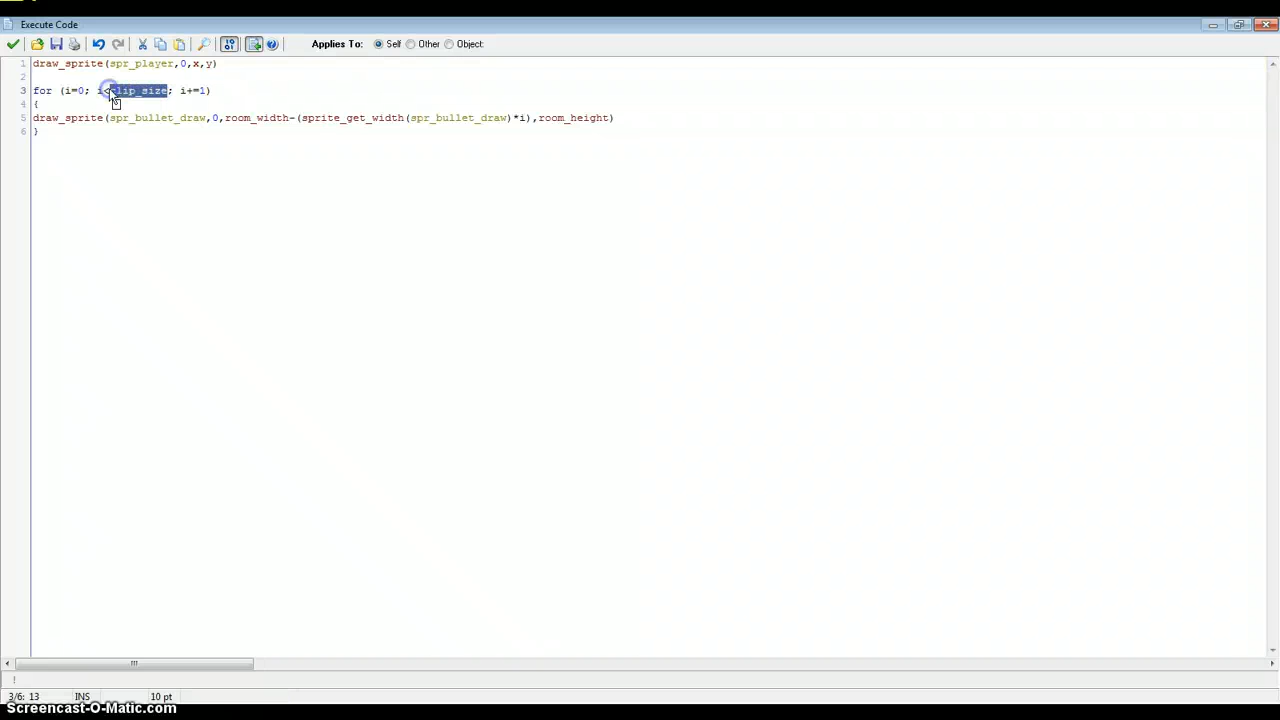 Execute Code
Applies To: Self Other Object:
1 draw_sprite(spr_player,0,x,y)
2
3 for (i=0; i<clip_size; i+=1)
4 {
5 draw_sprite(spr_bullet_draw,0,room_width-(sprite_get_width(spr_bullet_draw)*i),room_height)
6 }
!
3/6: 13 INS 10 pt
Screencast-O-Matic.com